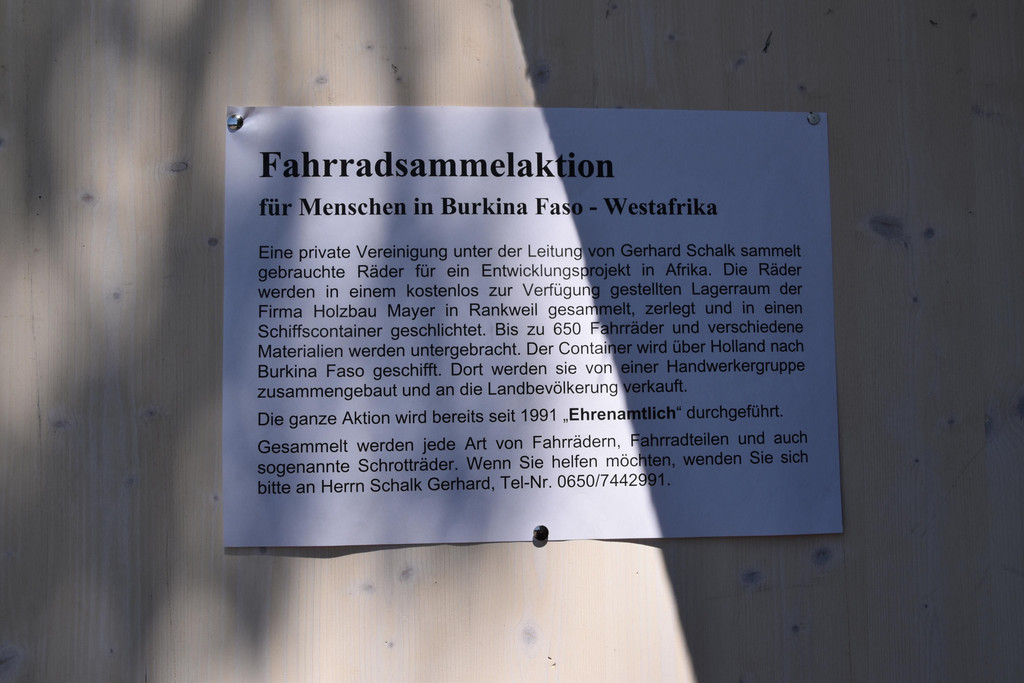 Fahrradsammelaktion
für Menschen in Burkina Faso - Westafrika
Eine private Vereinigung unter der Leitung von Gerhard Schalk sammelt
gebrauchte Räder für ein Entwicklungsprojekt in Afrika. Die Räder
werden in einem kostenlos zur Verfügung gestellten Lagerraum der
Firma Holzbau Mayer in Rankweil gesammelt, zerlegt und in einen
Schiffscontainer geschlichtet. Bis zu 650 Fahrräder und verschiedene
Materialien werden untergebracht. Der Container wird über Holland nach
Burkina Faso geschifft. Dort werden sie von einer Handwerkergruppe
zusammengebaut und an die Landbevölkerung verkauft.
Die ganze Aktion wird bereits seit 1991 „Ehrenamtlich“ durchgeführt.
Gesammelt werden jede Art von Fahrrädern, Fahrradteilen und auch
sogenannte Schrotträder. Wenn Sie helfen möchten, wenden Sie sich
bitte an Herrn Schalk Gerhard, Tel-Nr. 0650/7442991.